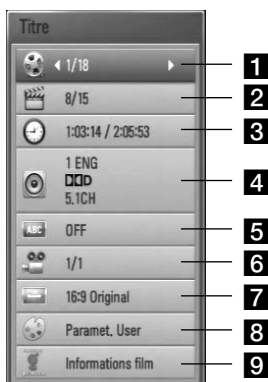 Titre
1/18 1
8/15 2
1:03:14 / 2:05:53 3
1 ENG
DD D 4
5.1CH
ABC OFF 5
1/1 6
16:9 Original 7
Paramet. User 8
Informations film 9